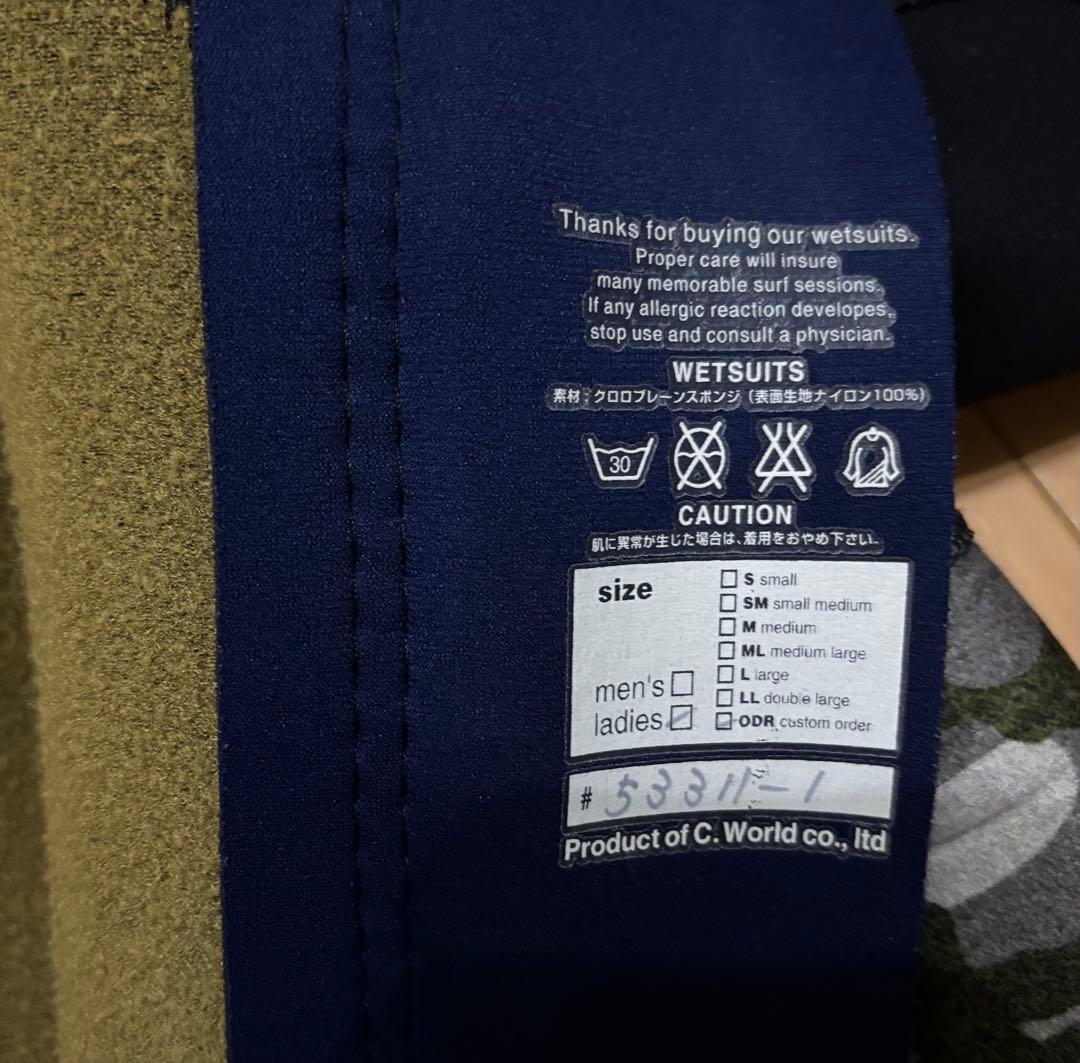 Thanks for buying our wetsuits.
Proper care will insure
many memorable surf sessions.
If any allergic reaction developes,
stop use and consult a physician.
WETSUITS
素材:クロロプレーンスポンジ(表面生地ナイロン100%)
30
CAUTION
肌に異常が生じた場合は、着用をおやめ下さい。
size
S small
SM small medium
M medium
ML medium large
L large
LL double large
ODR custom order
men's
ladies
# 53311-1
Product of C. World co., ltd